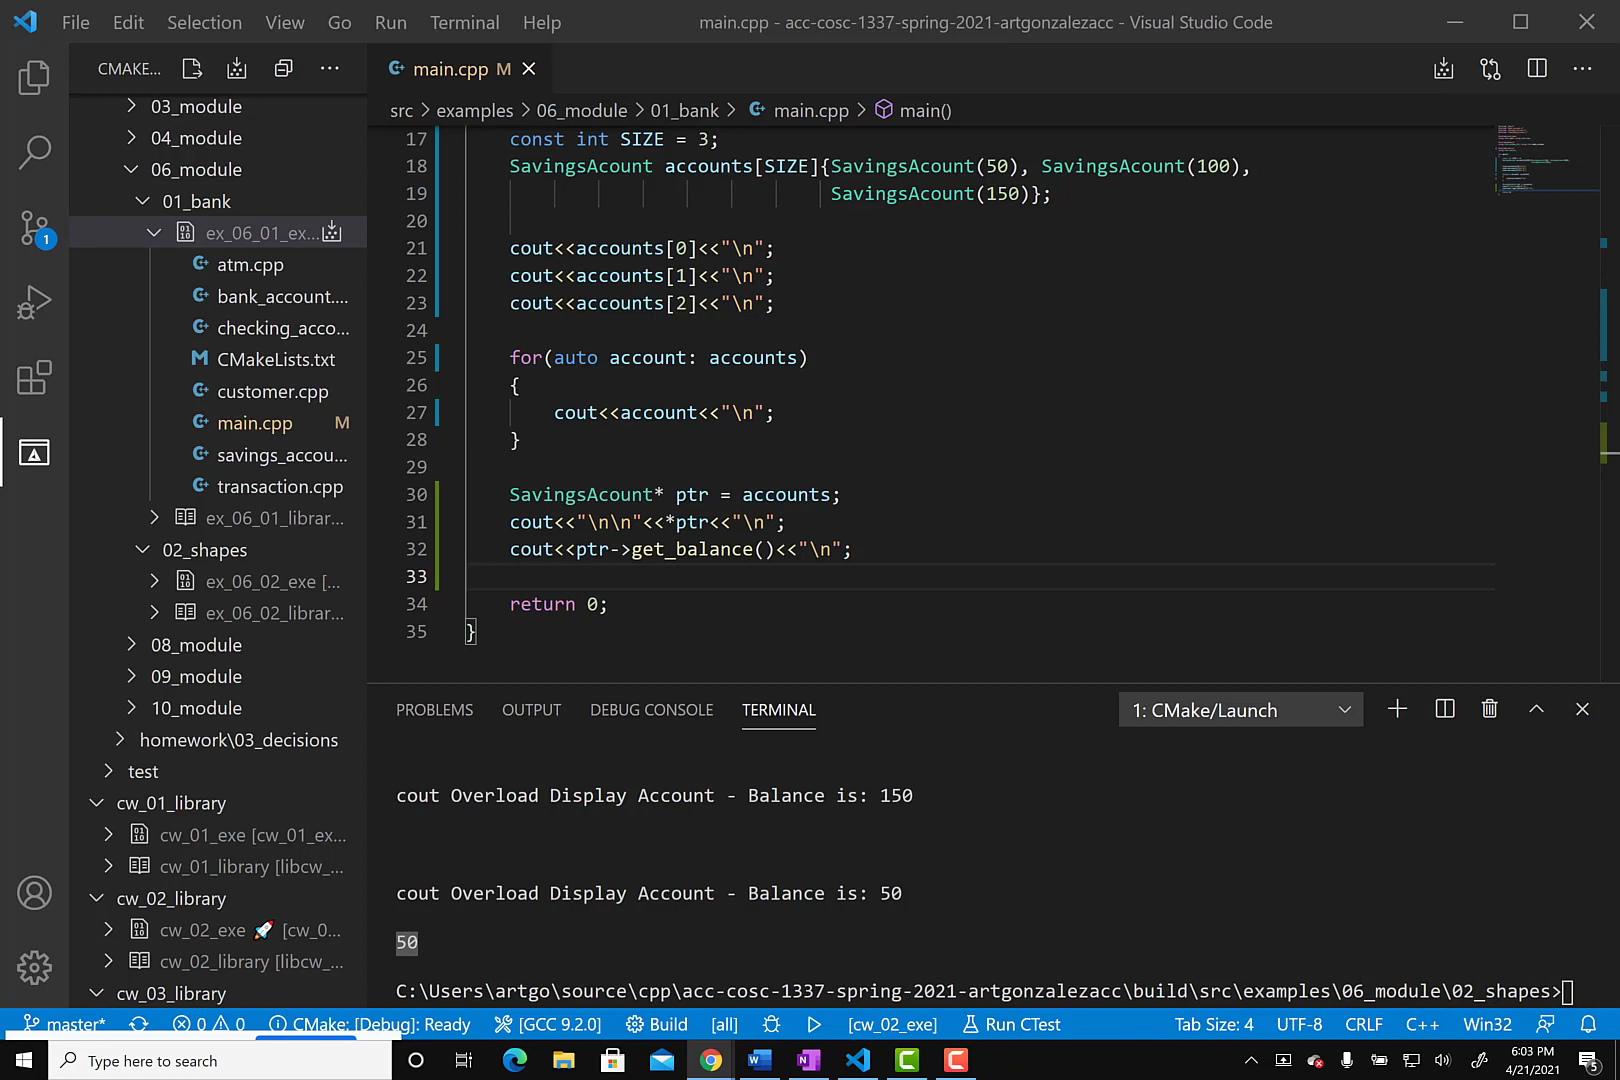 File Edit Selection View Go Run Terminal Help
main.cpp - acc-cosc-1337-spring-2021-artgonzalezacc - Visual Studio Code
CMAKE...
main.cpp M
src > examples > 06_module > 01_bank > main.cpp > main()
03_module
04_module
06_module
01_bank
ex_06_01_ex...
atm.cpp
bank_account....
checking_acco...
CMakeLists.txt
customer.cpp
main.cpp M
savings_accou...
transaction.cpp
ex_06_01_librar...
02_shapes
ex_06_02_exe [...
ex_06_02_librar...
08_module
09_module
10_module
homework\03_decisions
test
cw_01_library
cw_01_exe [cw_01_ex...
cw_01_library [libcw_...
cw_02_library
cw_02_exe 🚀 [cw_0...
cw_02_library [libcw_...
cw_03_library
1
17 const int SIZE = 3;
18 SavingsAcount accounts[SIZE]{SavingsAcount(50), SavingsAcount(100),
19 SavingsAcount(150)};
20
21 cout<<accounts[0]<<"\n";
22 cout<<accounts[1]<<"\n";
23 cout<<accounts[2]<<"\n";
24
25 for(auto account: accounts)
26 {
27 cout<<account<<"\n";
28 }
29
30 SavingsAcount* ptr = accounts;
31 cout<<"\n\n"<<*ptr<<"\n";
32 cout<<ptr->get_balance()<<"\n";
33
34 return 0;
35 }
PROBLEMS OUTPUT DEBUG CONSOLE TERMINAL 1: CMake/Launch
cout Overload Display Account - Balance is: 150
cout Overload Display Account - Balance is: 50
50
C:\Users\artgo\source\cpp\acc-cosc-1337-spring-2021-artgonzalezacc\build\src\examples\06_module\02_shapes>
master* 0 0 CMake: [Debug]: Ready [GCC 9.2.0] Build [all] [cw_02_exe] Run CTest Tab Size: 4 UTF-8 CRLF C++ Win32
Type here to search
6:03 PM
4/21/2021
5